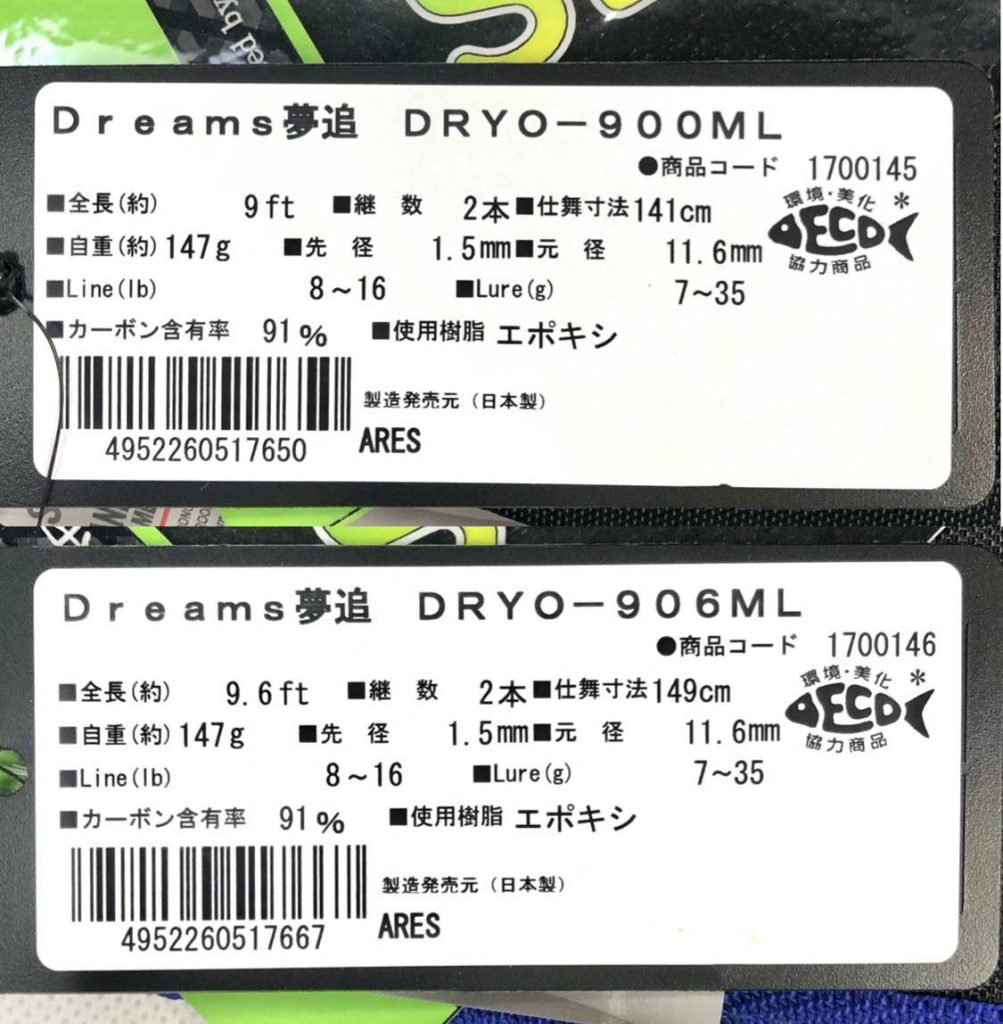 ed by
Dreams夢追 DRYO-900ML
●商品コード 1700145
■全長(約) 9ft ■継数 2本 ■仕舞寸法 141cm
環境・美化 *
■自重(約) 147g ■先径 1.5mm ■元径 11.6mm
ECO
協力商品
■Line(lb) 8~16 ■Lure(g) 7~35
■カーボン含有率 91% ■使用樹脂 エポキシ
製造発売元(日本製)
ARES
4952260517650
Dreams夢追 DRYO-906ML
●商品コード 1700146
■全長(約) 9.6ft ■継数 2本 ■仕舞寸法 149cm
環境・美化 *
■自重(約) 147g ■先径 1.5mm ■元径 11.6mm
ECO
協力商品
■Line(lb) 8~16 ■Lure(g) 7~35
■カーボン含有率 91% ■使用樹脂 エポキシ
製造発売元(日本製)
ARES
4952260517667